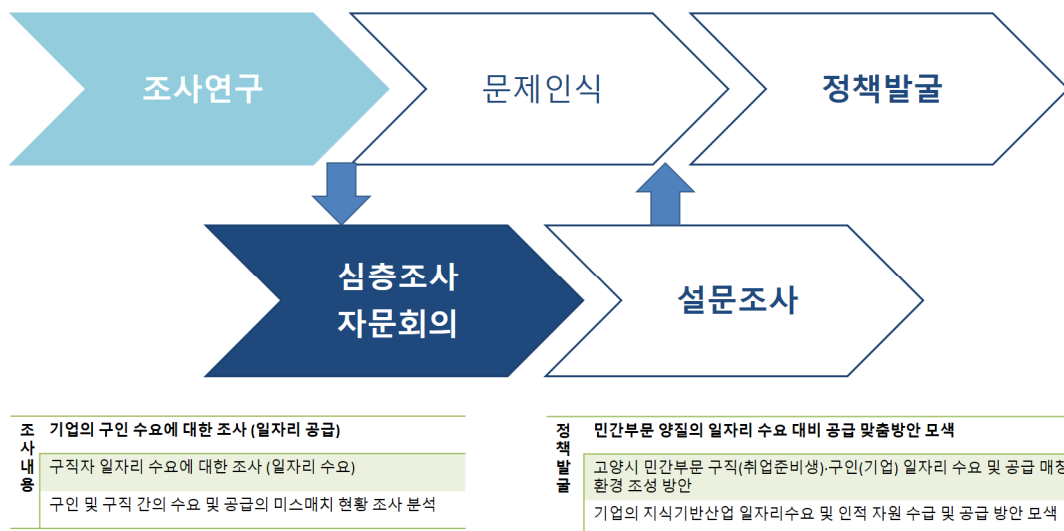 조사연구
문제인식
정책발굴
심층조사
자문회의
설문조사
조사내용
기업의 구인 수요에 대한 조사 (일자리 공급)
구직자 일자리 수요에 대한 조사 (일자리 수요)
구인 및 구직 간의 수요 및 공급의 미스매치 현황 조사 분석
정책발굴
민간부문 양질의 일자리 수요 대비 공급 맞춤방안 모색
고양시 민간부문 구직(취업준비생)·구인(기업) 일자리 수요 및 공급 매칭
환경 조성 방안
기업의 지식기반산업 일자리수요 및 인적 자원 수급 및 공급 방안 모색